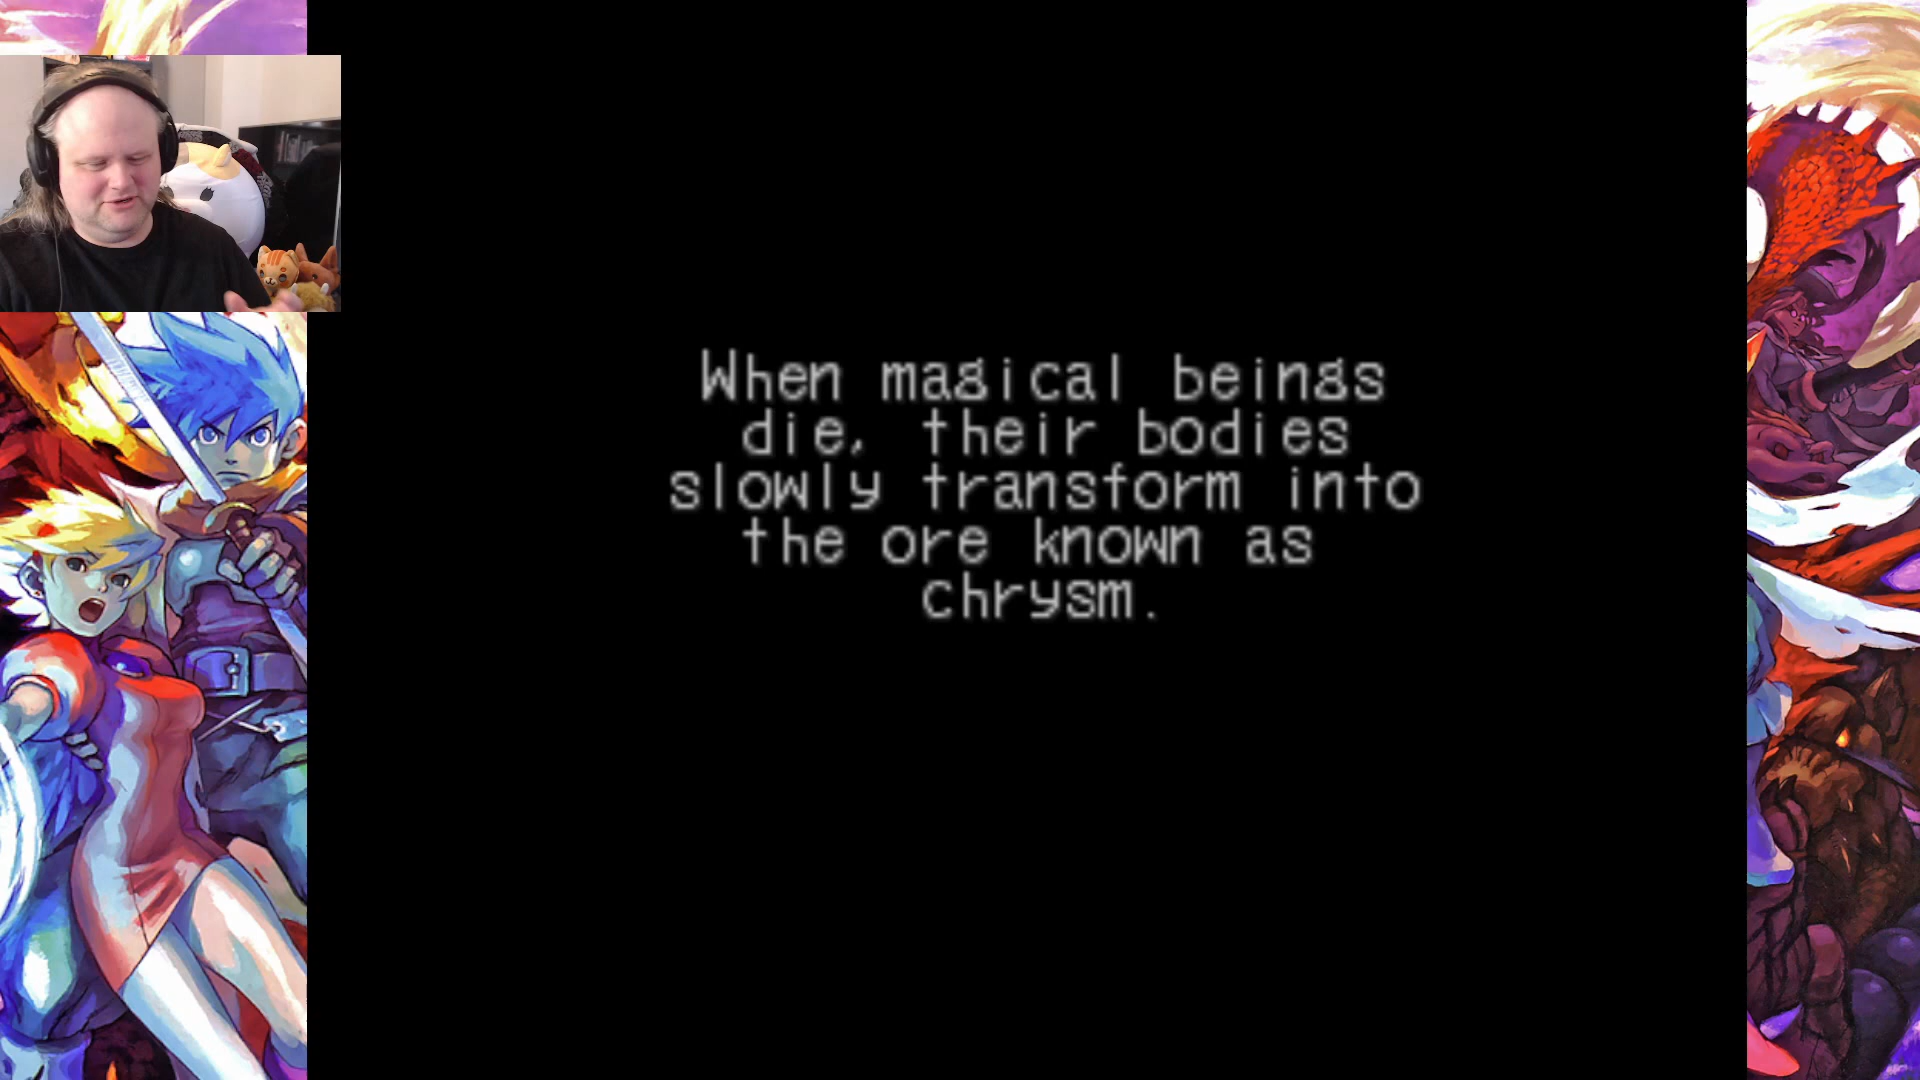 When magical beings
die, their bodies
slowly transform into
the ore known as
chrysm.